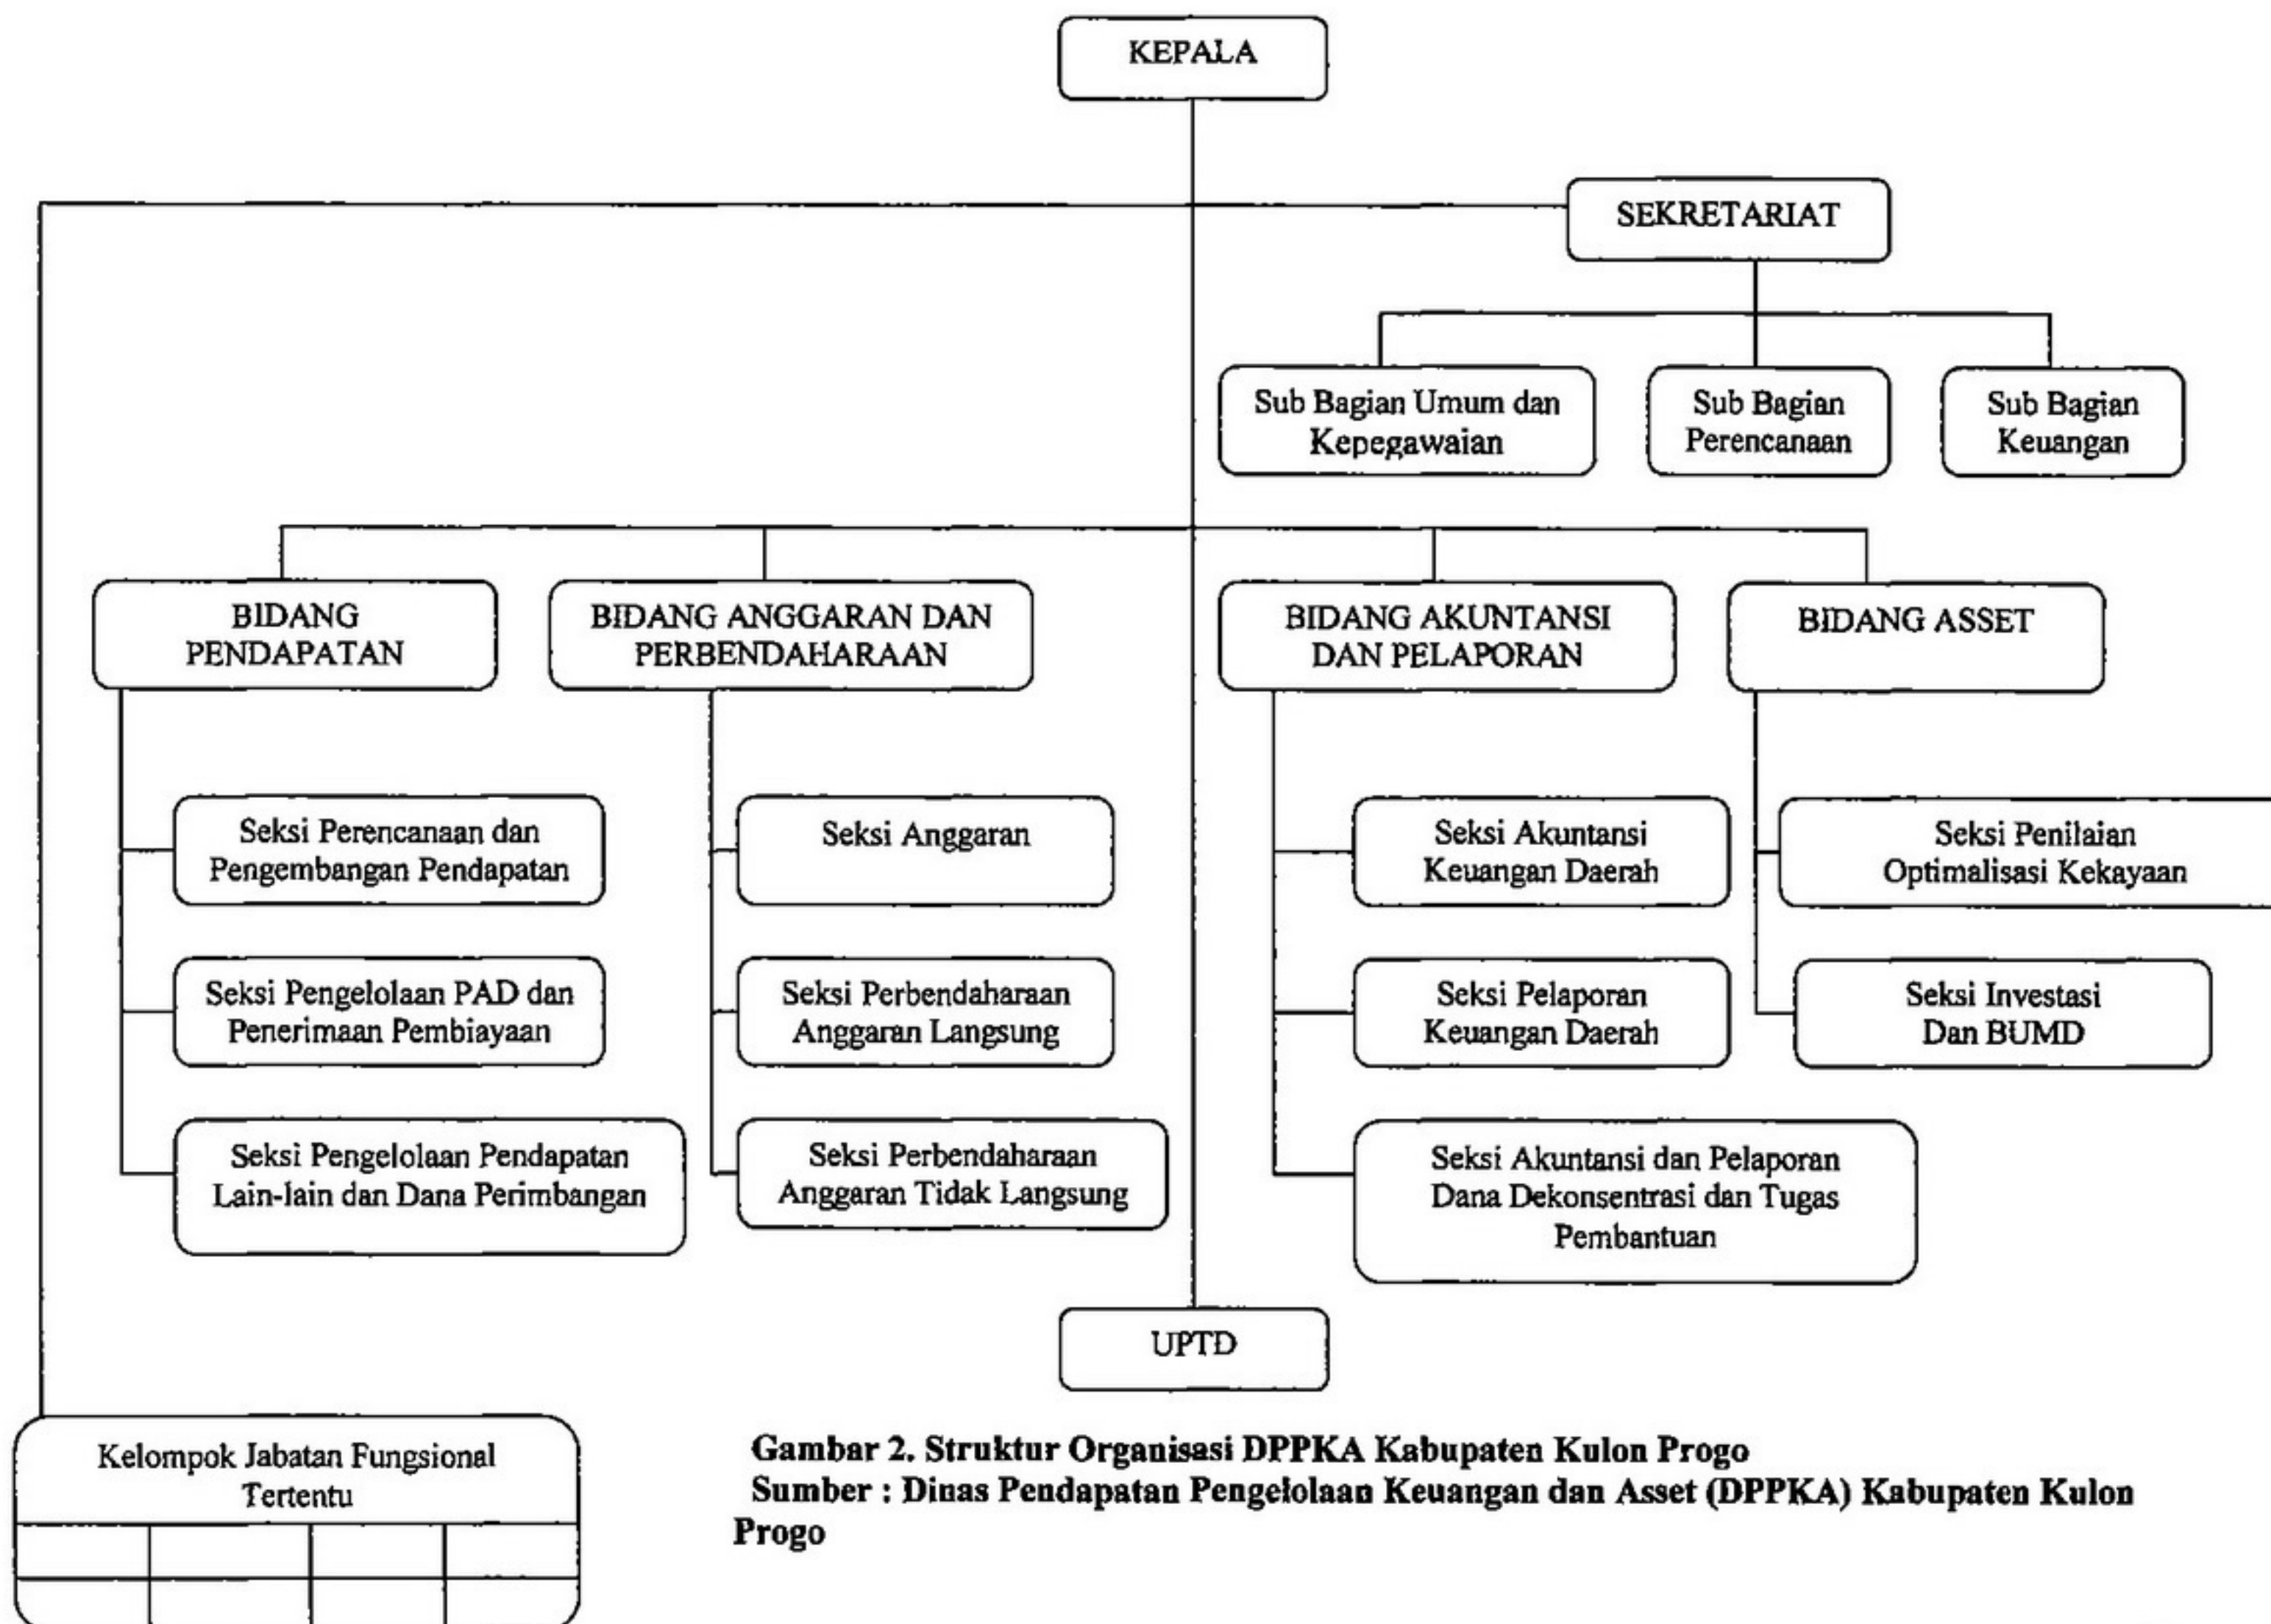 KEPALA
SEKRETARIAT
Sub Bagian Umum dan
Kepegawaian
Sub Bagian
Perencanaan
Sub Bagian
Keuangan
BIDANG
PENDAPATAN
BIDANG ANGGARAN DAN
PERBENDAHARAAN
BIDANG AKUNTANSI
DAN PELAPORAN
BIDANG ASSET
Seksi Perencanaan dan
Pengembangan Pendapatan
Seksi Pengelolaan PAD dan
Penerimaan Pembiayaan
Seksi Pengelolaan Pendapatan
Lain-lain dan Dana Perimbangan
Seksi Anggaran
Seksi Perbendaharaan
Anggaran Langsung
Seksi Perbendaharaan
Anggaran Tidak Langsung
Seksi Akuntansi
Keuangan Daerah
Seksi Pelaporan
Keuangan Daerah
Seksi Akuntansi dan Pelaporan
Dana Dekonsentrasi dan Tugas
Pembantuan
Seksi Penilaian
Optimalisasi Kekayaan
Seksi Investasi
Dan BUMD
UPTD
Kelompok Jabatan Fungsional
Tertentu
Gambar 2. Struktur Organisasi DPPKA Kabupaten Kulon Progo
Sumber : Dinas Pendapatan Pengelolaan Keuangan dan Asset (DPPKA) Kabupaten Kulon
Progo